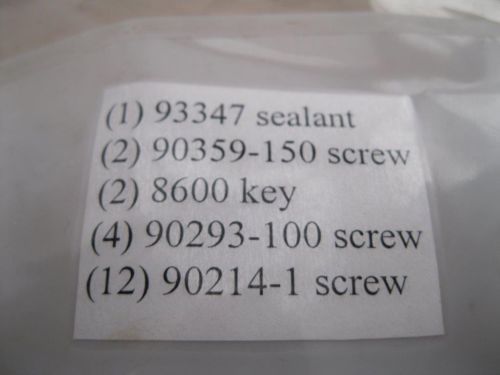 (1) 93347 sealant
(2) 90359-150 screw
(2) 8600 key
(4) 90293-100 screw
(12) 90214-1 screw